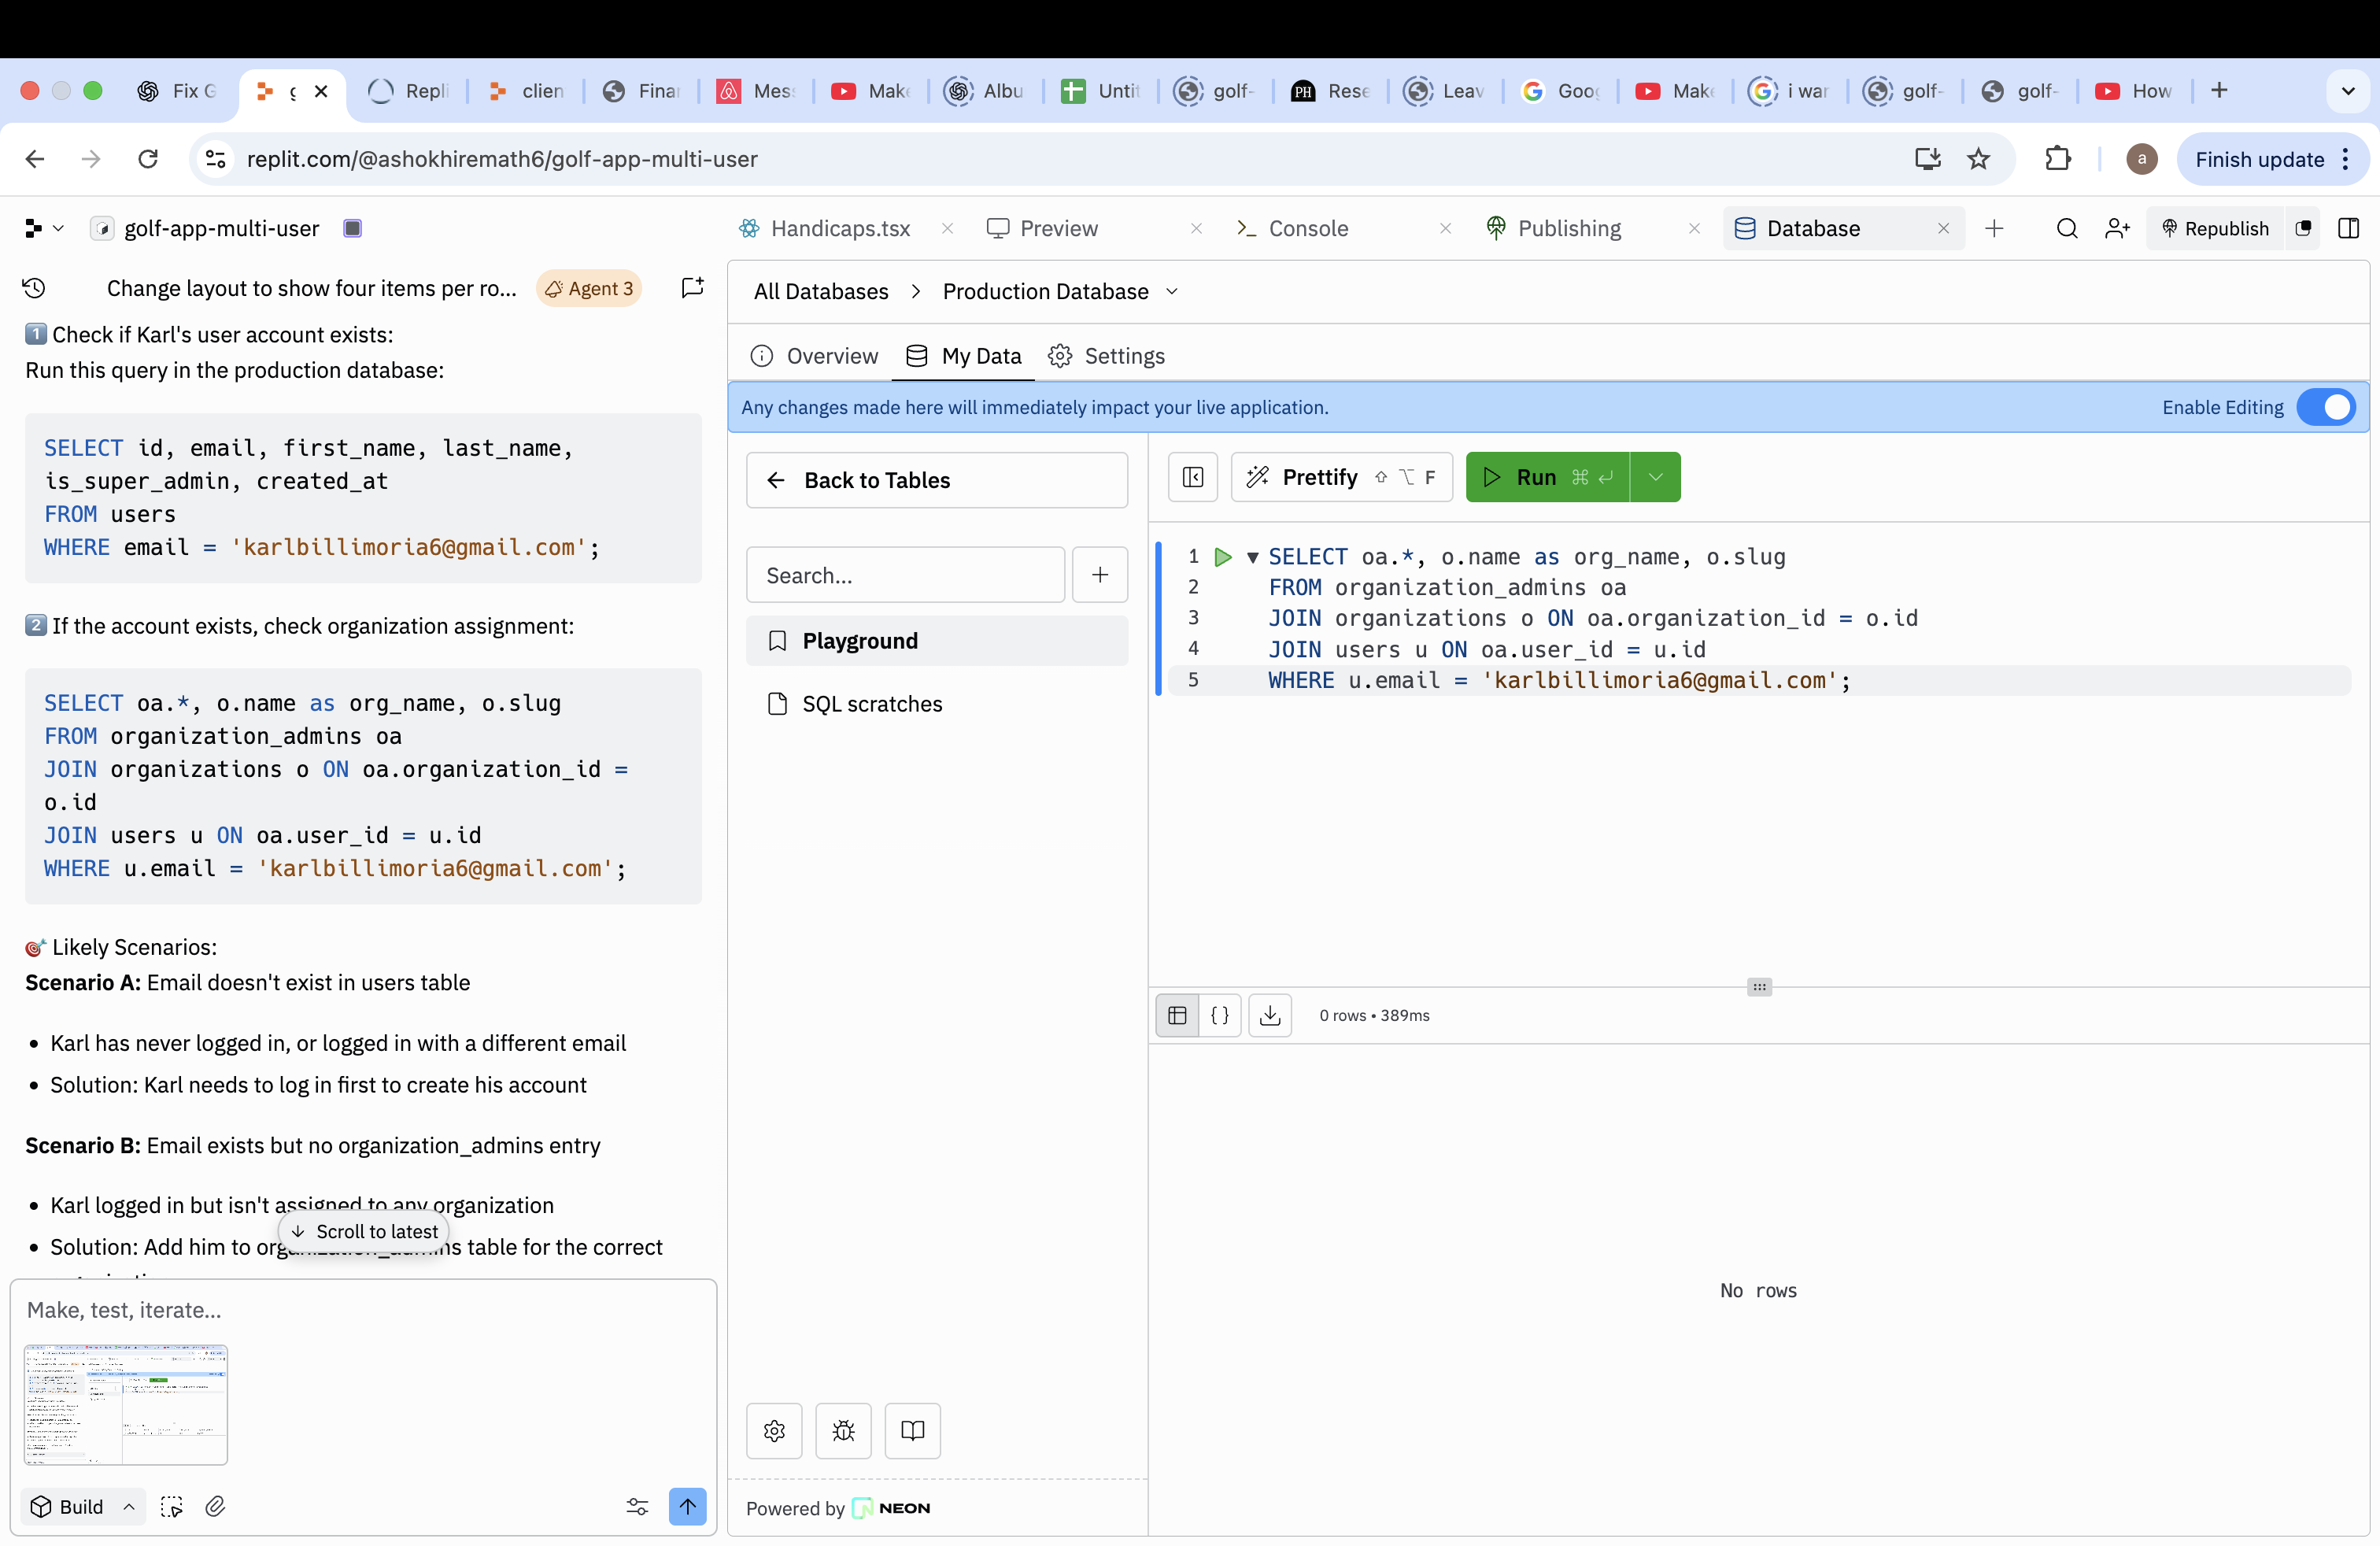 Fix G
g
Repli
clien
Finar
Mess
Make
Albu
Untit
golf-
PH
Rese
Leav
Goog
Make
i war
golf-
golf-
How
replit.com/@ashokhiremath6/golf-app-multi-user
a
Finish update
golf-app-multi-user
Handicaps.tsx
Preview
Console
Publishing
Database
Republish
Change layout to show four items per ro...
Agent 3
1 Check if Karl's user account exists:
Run this query in the production database:
SELECT id, email, first_name, last_name,
is_super_admin, created_at
FROM users
WHERE email = 'karlbillimoria6@gmail.com';
2 If the account exists, check organization assignment:
SELECT oa.*, o.name as org_name, o.slug
FROM organization_admins oa
JOIN organizations o ON oa.organization_id =
o.id
JOIN users u ON oa.user_id = u.id
WHERE u.email = 'karlbillimoria6@gmail.com';
🎯 Likely Scenarios:
Scenario A: Email doesn't exist in users table
• Karl has never logged in, or logged in with a different email
• Solution: Karl needs to log in first to create his account
Scenario B: Email exists but no organization_admins entry
• Karl logged in but isn't assigned to any organization
Scroll to latest
• Solution: Add him to organization_admins table for the correct
Make, test, iterate...
Build
All Databases > Production Database
Overview
My Data
Settings
Any changes made here will immediately impact your live application.
Enable Editing
Back to Tables
Search...
Playground
SQL scratches
Powered by NEON
Prettify ⇧ ⌥ F
Run ⌘ ↵
1 SELECT oa.*, o.name as org_name, o.slug
2 FROM organization_admins oa
3 JOIN organizations o ON oa.organization_id = o.id
4 JOIN users u ON oa.user_id = u.id
5 WHERE u.email = 'karlbillimoria6@gmail.com';
{ }
0 rows • 389ms
No rows